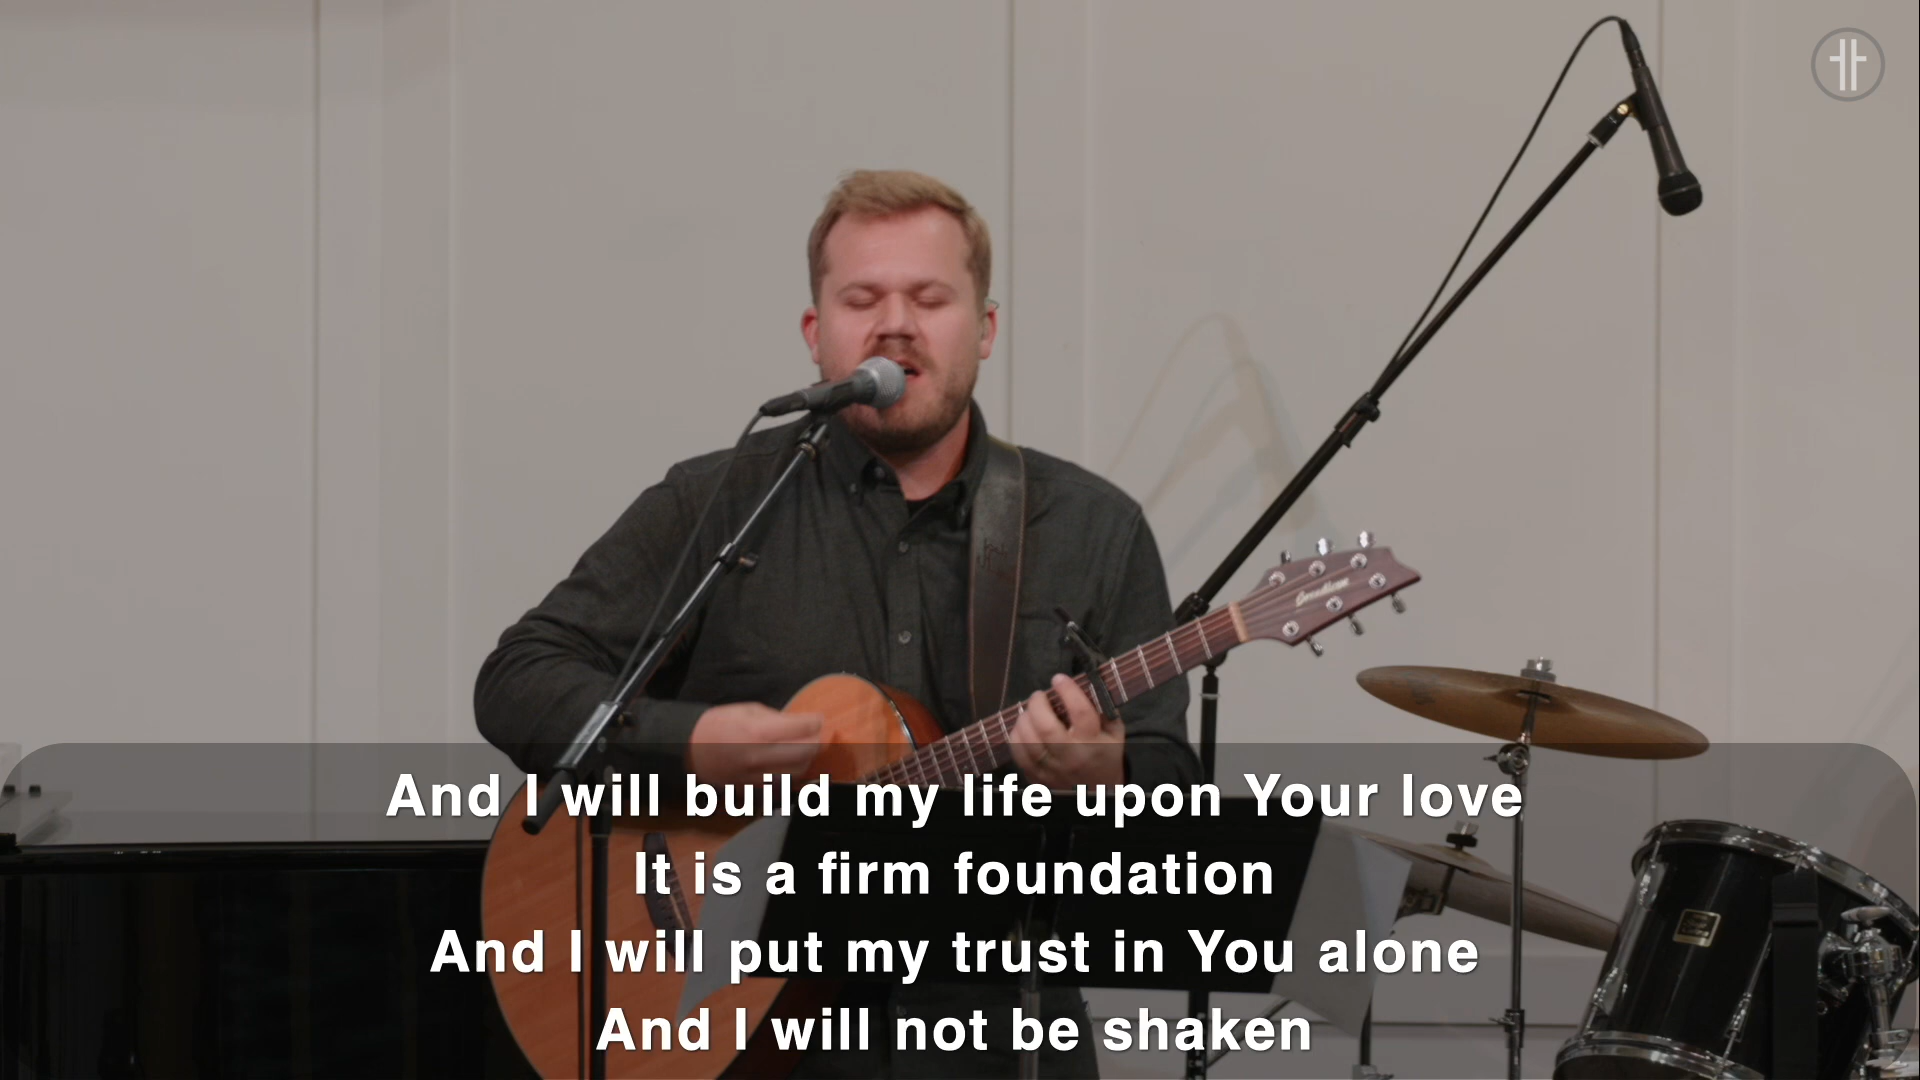 And I will build my life upon Your love
It is a firm foundation
And I will put my trust in You alone
And I will not be shaken